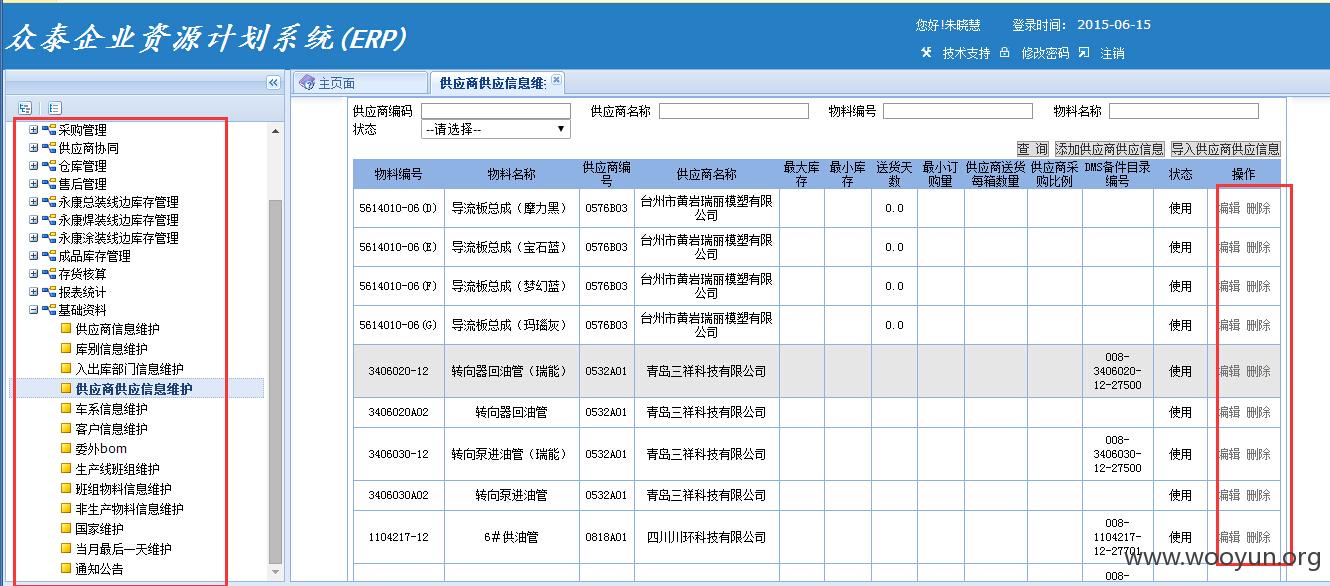 众泰企业资源计划系统(ERP)
您好!朱晓慧 登录时间: 2015-06-15
技术支持 修改密码 注销
主页面 供应商供应信息维:
采购管理
供应商协同
仓库管理
售后管理
永康总装线边库存管理
永康焊装线边库存管理
永康涂装线边库存管理
成品库存管理
存货核算
报表统计
基础资料
供应商信息维护
库别信息维护
入出库部门信息维护
供应商供应信息维护
车系信息维护
客户信息维护
委外bom
生产线班组维护
班组物料信息维护
非生产物料信息维护
国家维护
当月最后一天维护
通知公告
供应商编码 供应商名称 物料编号 物料名称
状态 --请选择--
查 询 添加供应商供应信息 导入供应商供应信息
物料编号 物料名称 供应商编号 供应商名称 最大库存 最小库存 送货天数 最小订购量 供应商送货每箱数量 供应商采购比例 DMS备件目录编号 状态 操作
5614010-06(D) 导流板总成（摩力黑） 0576B03 台州市黄岩瑞丽模塑有限公司 0.0 使用 编辑 删除
5614010-06(E) 导流板总成（宝石蓝） 0576B03 台州市黄岩瑞丽模塑有限公司 0.0 使用 编辑 删除
5614010-06(F) 导流板总成（梦幻蓝） 0576B03 台州市黄岩瑞丽模塑有限公司 0.0 使用 编辑 删除
5614010-06(G) 导流板总成（玛瑙灰） 0576B03 台州市黄岩瑞丽模塑有限公司 0.0 使用 编辑 删除
3406020-12 转向器回油管（瑞能） 0532A01 青岛三祥科技有限公司 008-3406020-12-27500 使用 编辑 删除
3406020A02 转向器回油管 0532A01 青岛三祥科技有限公司 使用 编辑 删除
3406030-12 转向泵进油管（瑞能） 0532A01 青岛三祥科技有限公司 008-3406030-12-27500 使用 编辑 删除
3406030A02 转向泵进油管 0532A01 青岛三祥科技有限公司 使用 编辑 删除
1104217-12 6#供油管 0818A01 四川川环科技有限公司 008-1104217-12-27701 使用 编辑 删除
008-
www.wooyun.org